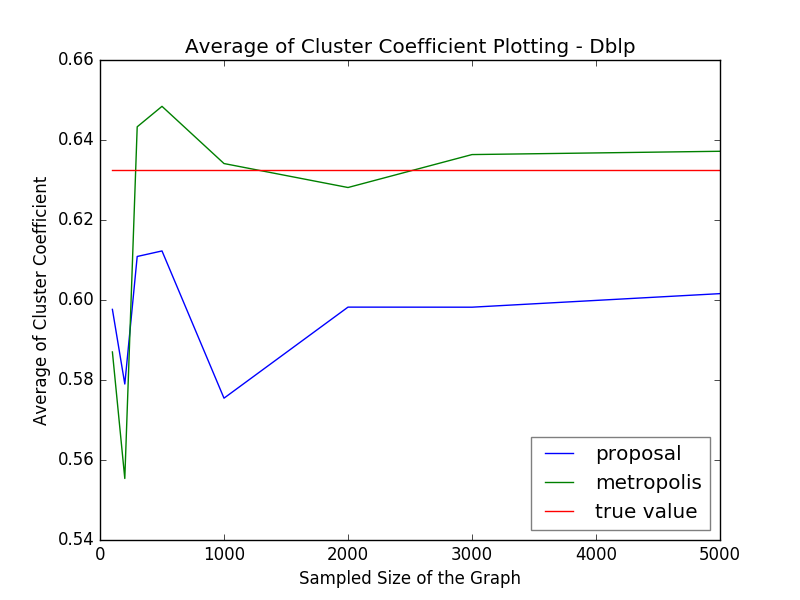 Average of Cluster Coefficient Plotting - Dblp
0.66
0.64
0.62
0.60
0.58
0.56
0.54
Average of Cluster Coefficient
proposal
metropolis
true value
0 1000 2000 3000 4000 5000
Sampled Size of the Graph